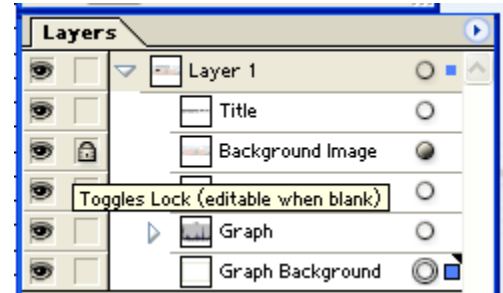 Layers
Layer 1
Title
Background Image
Toggles Lock (editable when blank)
Graph
Graph Background